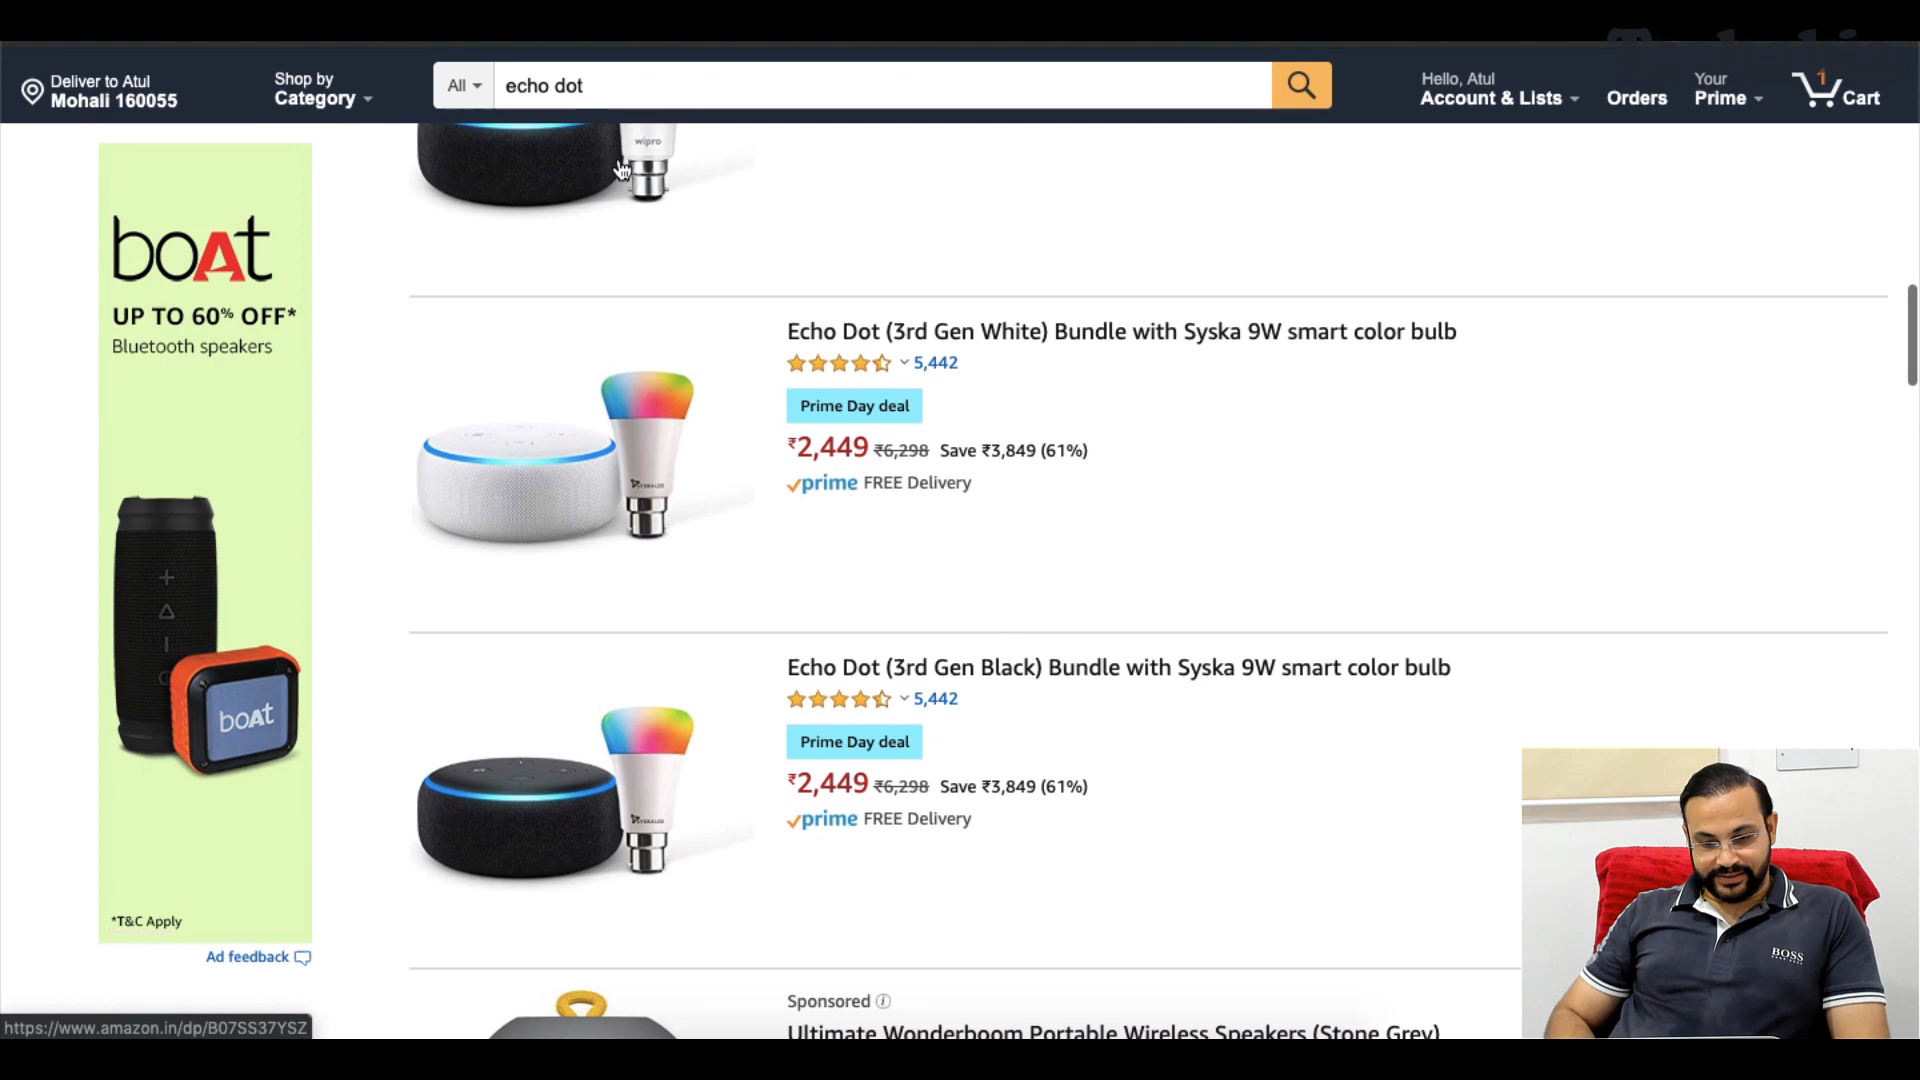 Deliver to Atul
Mohali 160055
Shop by
Category
All
echo dot
Hello, Atul
Account & Lists
Orders
Your
Prime
1
Cart
wipro
boAt
UP TO 60% OFF*
Bluetooth speakers
boAt
*T&C Apply
Ad feedback
Echo Dot (3rd Gen White) Bundle with Syska 9W smart color bulb
5,442
Prime Day deal
₹2,449 ₹6,298 Save ₹3,849 (61%)
prime FREE Delivery
Echo Dot (3rd Gen Black) Bundle with Syska 9W smart color bulb
5,442
Prime Day deal
₹2,449 ₹6,298 Save ₹3,849 (61%)
prime FREE Delivery
Sponsored
Ultimate Wonderboom Portable Wireless Speakers (Stone Grey)
BOSS
https://www.amazon.in/dp/B07SS37YSZ